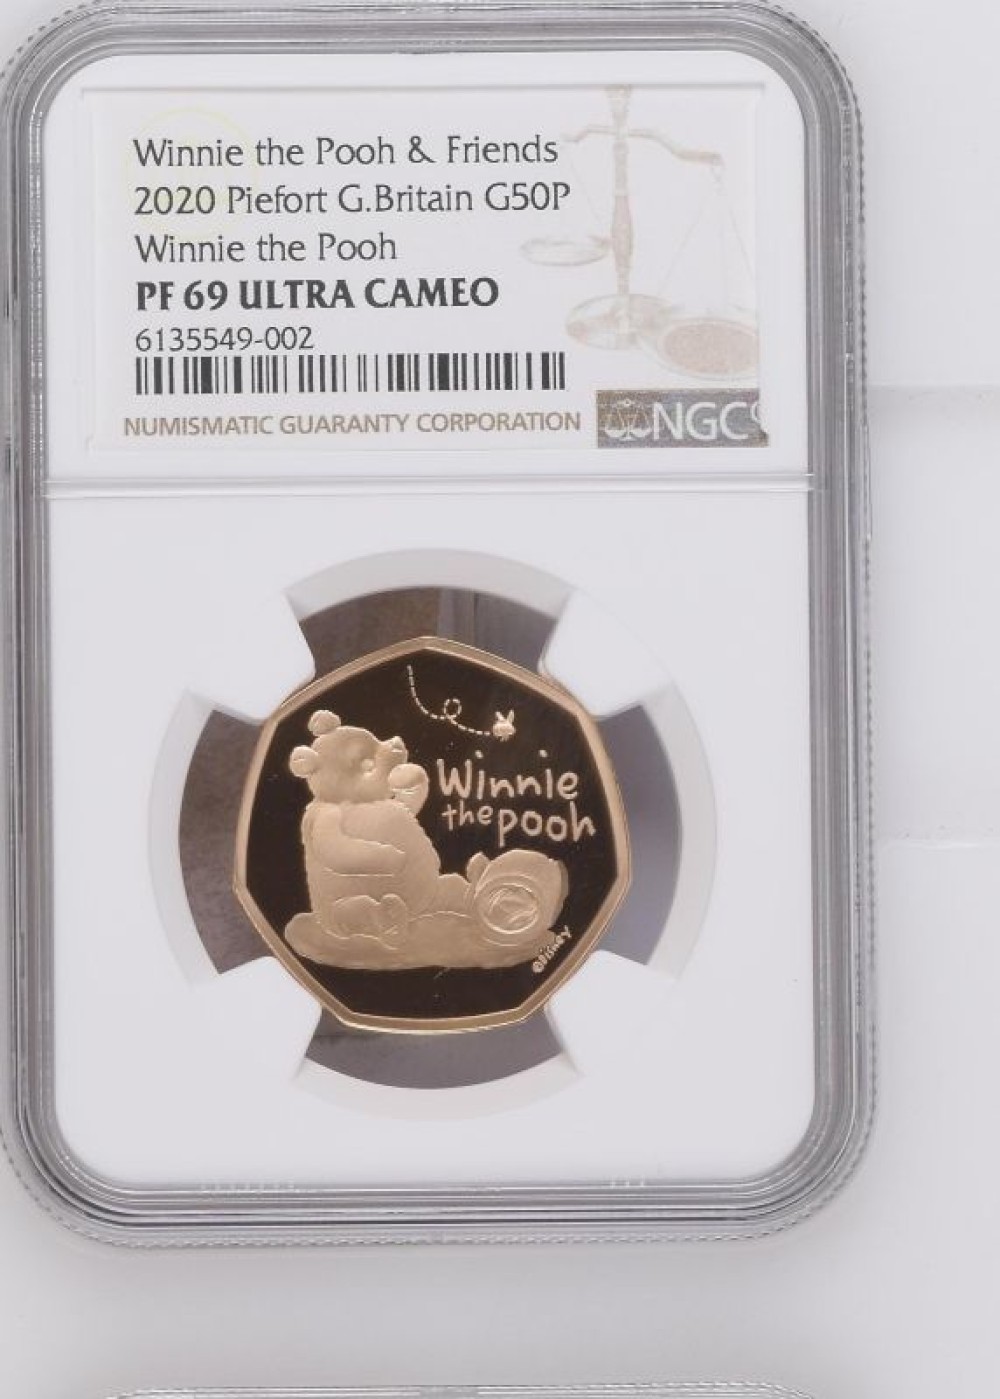 Winnie the Pooh & Friends
2020 Piefort G.Britain G50P
Winnie the Pooh
PF 69 ULTRA CAMEO
6135549-002
NUMISMATIC GUARANTY CORPORATION
NGC
Winnie
the pooh
©Disney